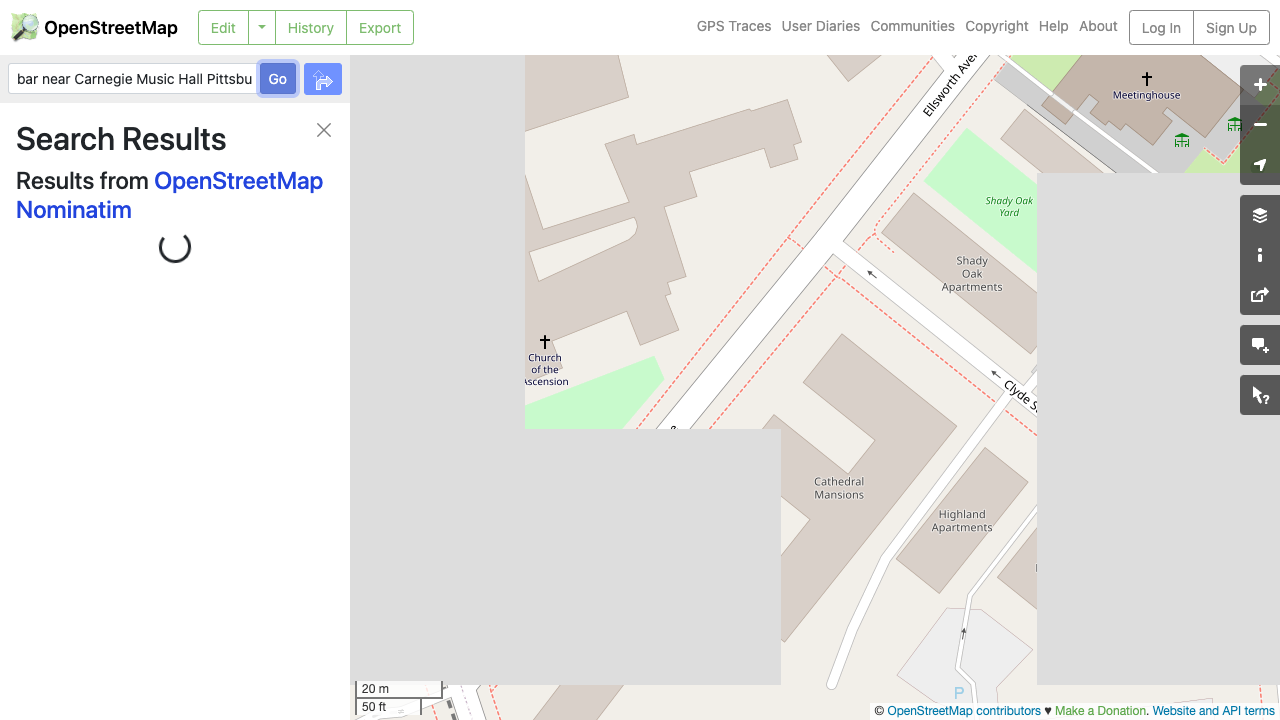 OpenStreetMap
Edit
History
Export
GPS Traces
User Diaries
Communities
Copyright
Help
About
Log In
Sign Up
bar near Carnegie Music Hall Pittsbu
Go
Search Results
Results from OpenStreetMap
Nominatim
Ellsworth Aven
Meetinghouse
Shady Oak
Yard
Shady
Oak
Apartments
Church
of the
Ascension
Clyde S
Cathedral
Mansions
Highland
Apartments
P
20 m
50 ft
© OpenStreetMap contributors ♥ Make a Donation. Website and API terms